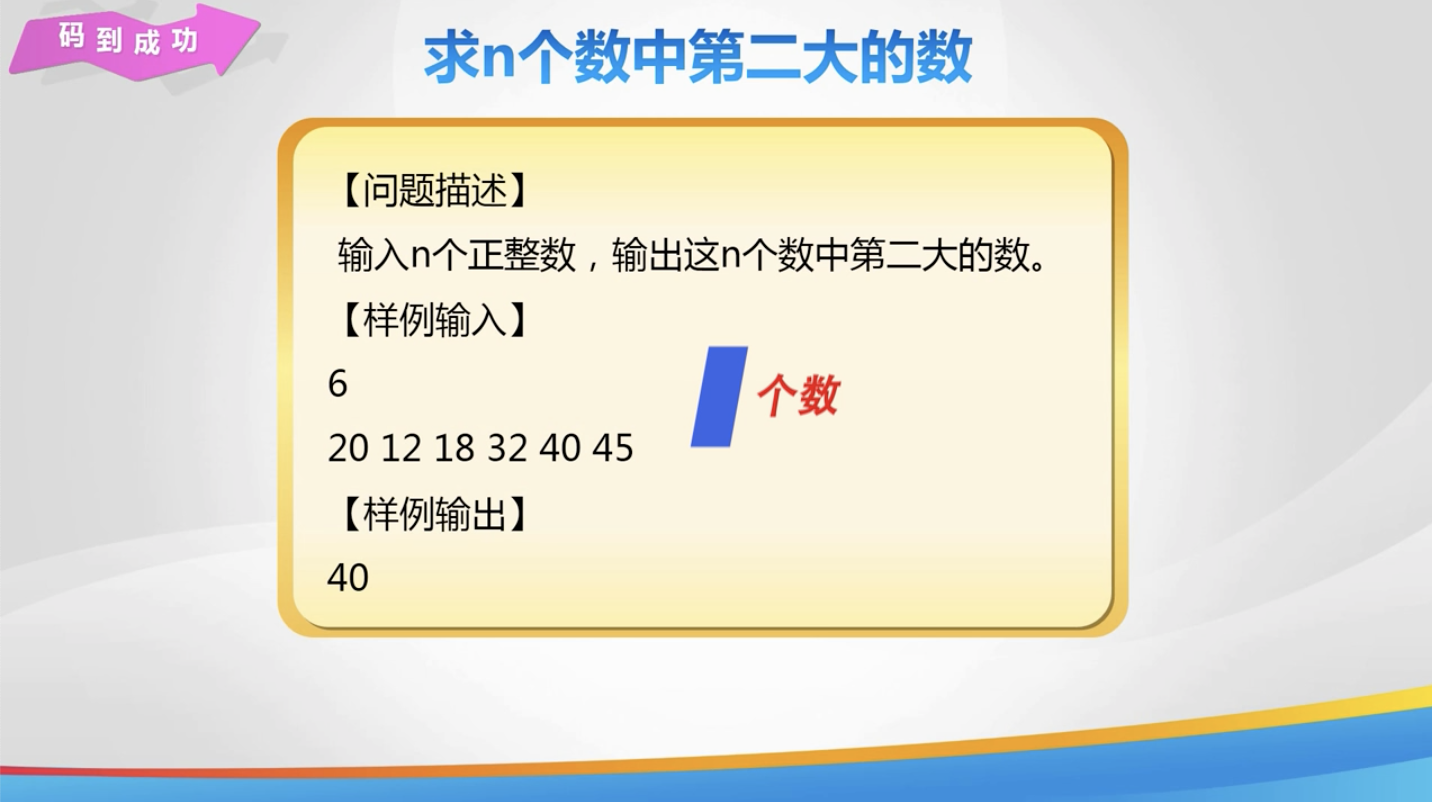 码到成功
求n个数中第二大的数
【问题描述】
输入n个正整数，输出这n个数中第二大的数。
【样例输入】
6
个数
20 12 18 32 40 45
【样例输出】
40